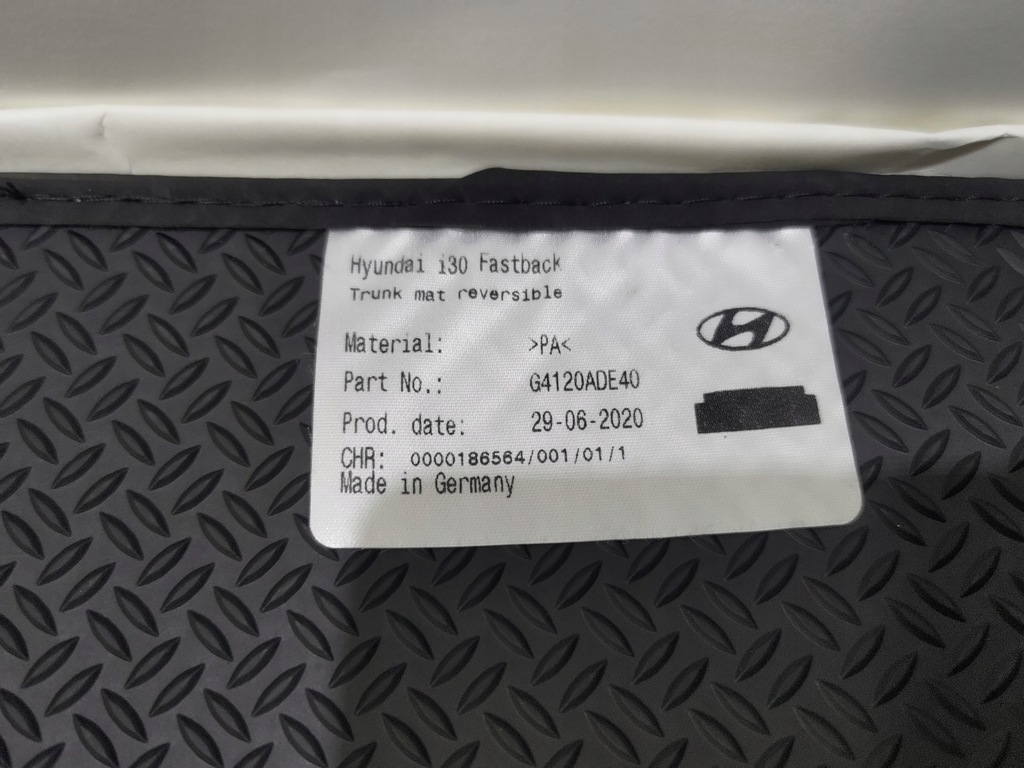 Hyundai i30 Fastback
Trunk mat reversible
Material: >PA<
Part No.: G4120ADE40
Prod. date: 29-06-2020
CHR: 0000186564/001/01/1
Made in Germany